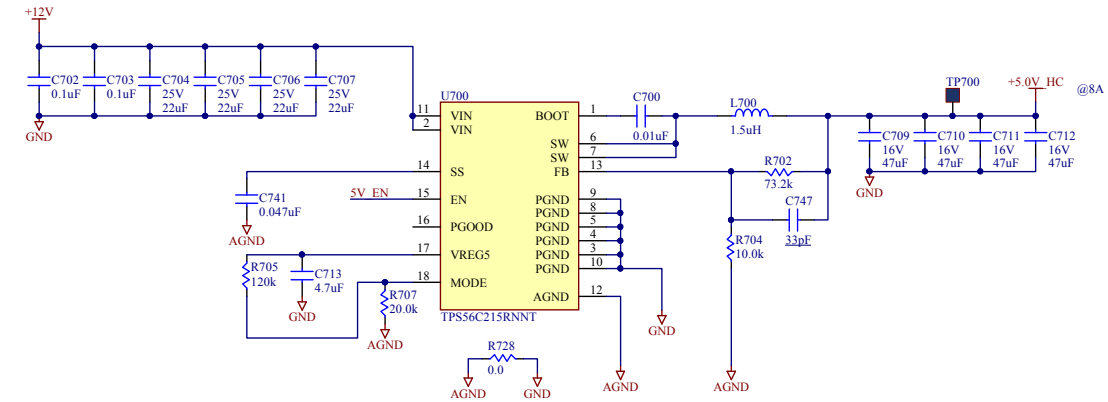 +12V
C702
0.1uF
C703
0.1uF
C704
25V
22uF
C705
25V
22uF
C706
25V
22uF
C707
25V
22uF
GND
U700
11
VIN
2
VIN
14
SS
15
EN
16
PGOOD
17
VREG5
18
MODE
BOOT
1
SW
6
SW
7
FB
13
PGND
9
PGND
8
PGND
5
PGND
4
PGND
3
PGND
10
AGND
12
TPS56C215RNNT
C741
0.047uF
AGND
5V_EN
R705
120k
C713
4.7uF
GND
R707
20.0k
AGND
R728
0.0
AGND
GND
C700
0.01uF
L700
1.5uH
R702
73.2k
C747
33pF
R704
10.0k
GND
AGND
AGND
TP700
+5.0V_HC
@8A
C709
16V
47uF
C710
16V
47uF
C711
16V
47uF
C712
16V
47uF
GND